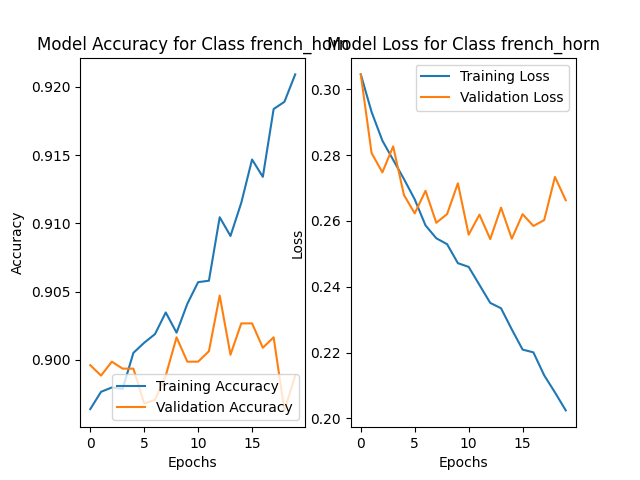 Model Accuracy for Class french_horn
Model Loss for Class french_horn
Accuracy
0.920
0.915
0.910
0.905
0.900
Training Accuracy
Validation Accuracy
0 5 10 15
Epochs
Loss
0.30
0.28
0.26
0.24
0.22
0.20
Training Loss
Validation Loss
0 5 10 15
Epochs